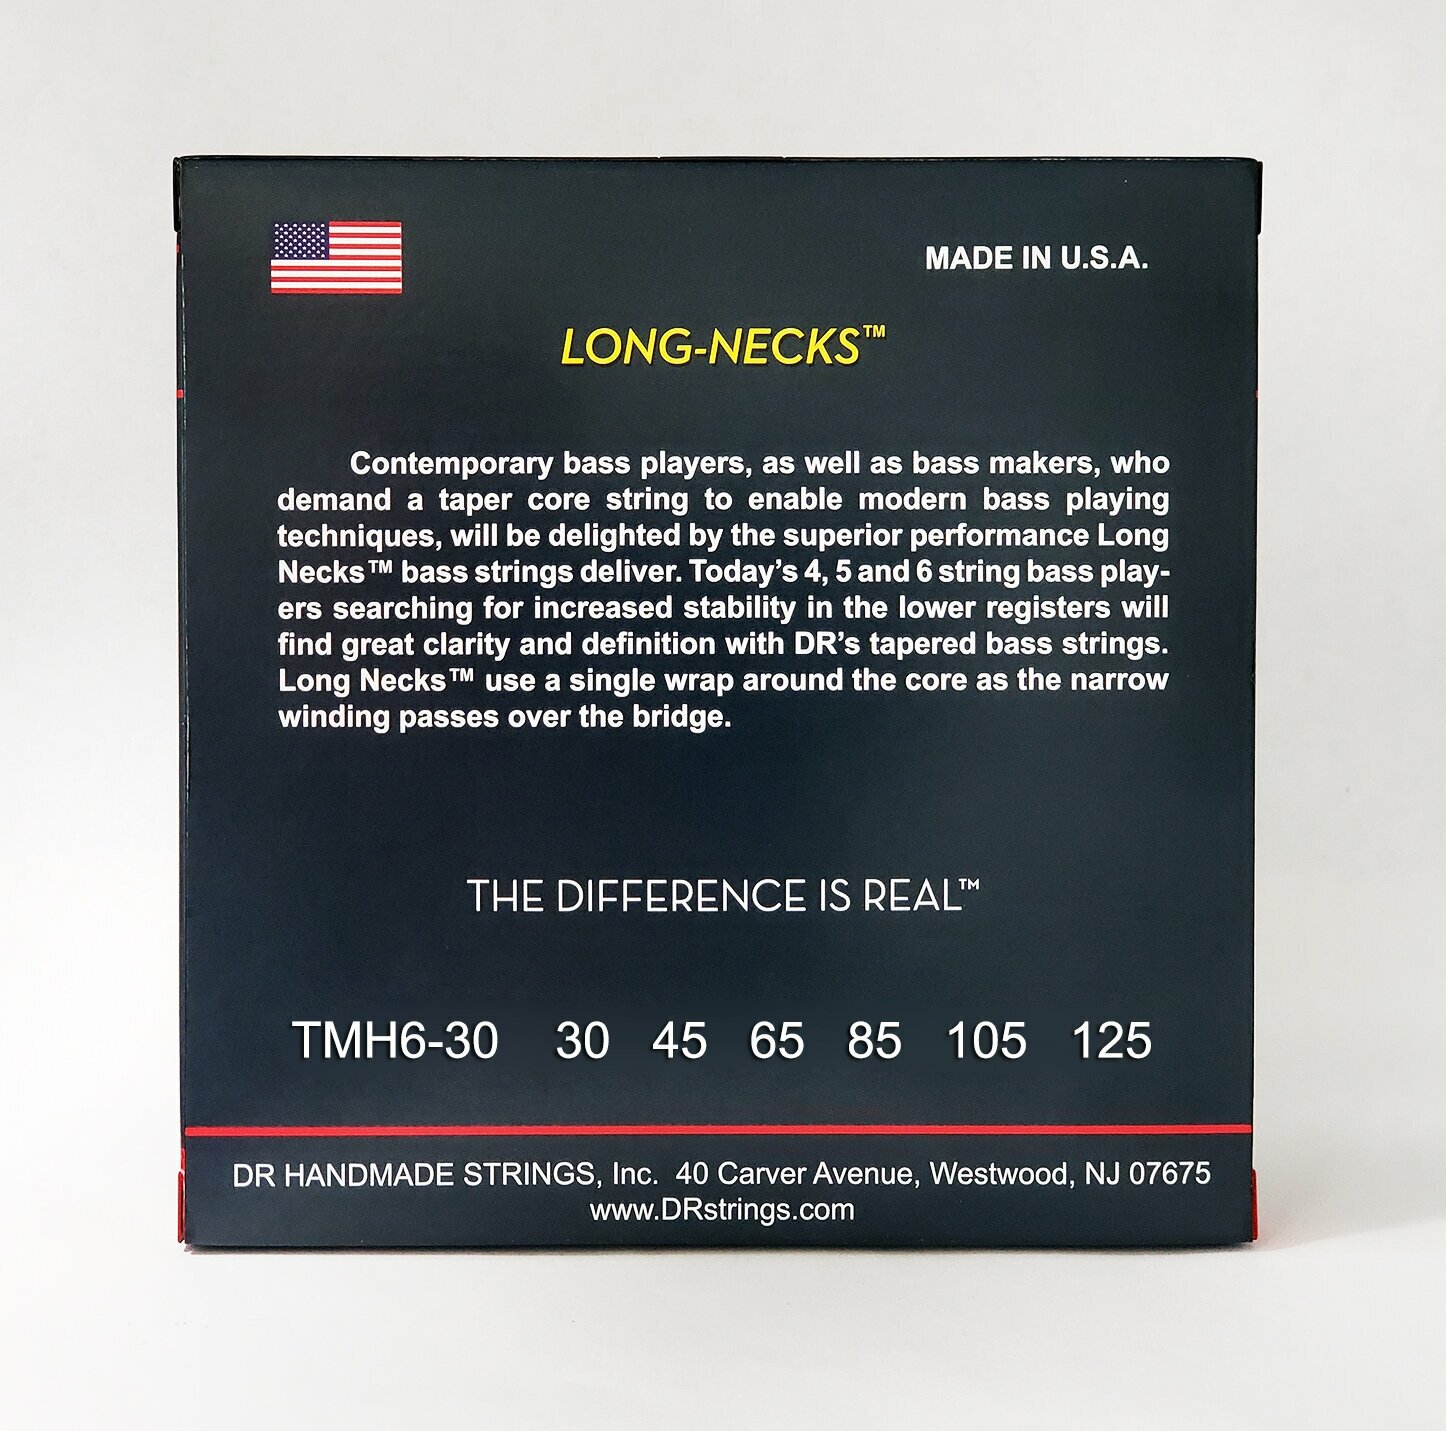 MADE IN U.S.A.
LONG-NECKS™
Contemporary bass players, as well as bass makers, who
demand a taper core string to enable modern bass playing
techniques, will be delighted by the superior performance Long
Necks™ bass strings deliver. Today's 4, 5 and 6 string bass play-
ers searching for increased stability in the lower registers will
find great clarity and definition with DR's tapered bass strings.
Long Necks™ use a single wrap around the core as the narrow
winding passes over the bridge.
THE DIFFERENCE IS REAL™
TMH6-30 30 45 65 85 105 125
DR HANDMADE STRINGS, Inc. 40 Carver Avenue, Westwood, NJ 07675
www.DRstrings.com